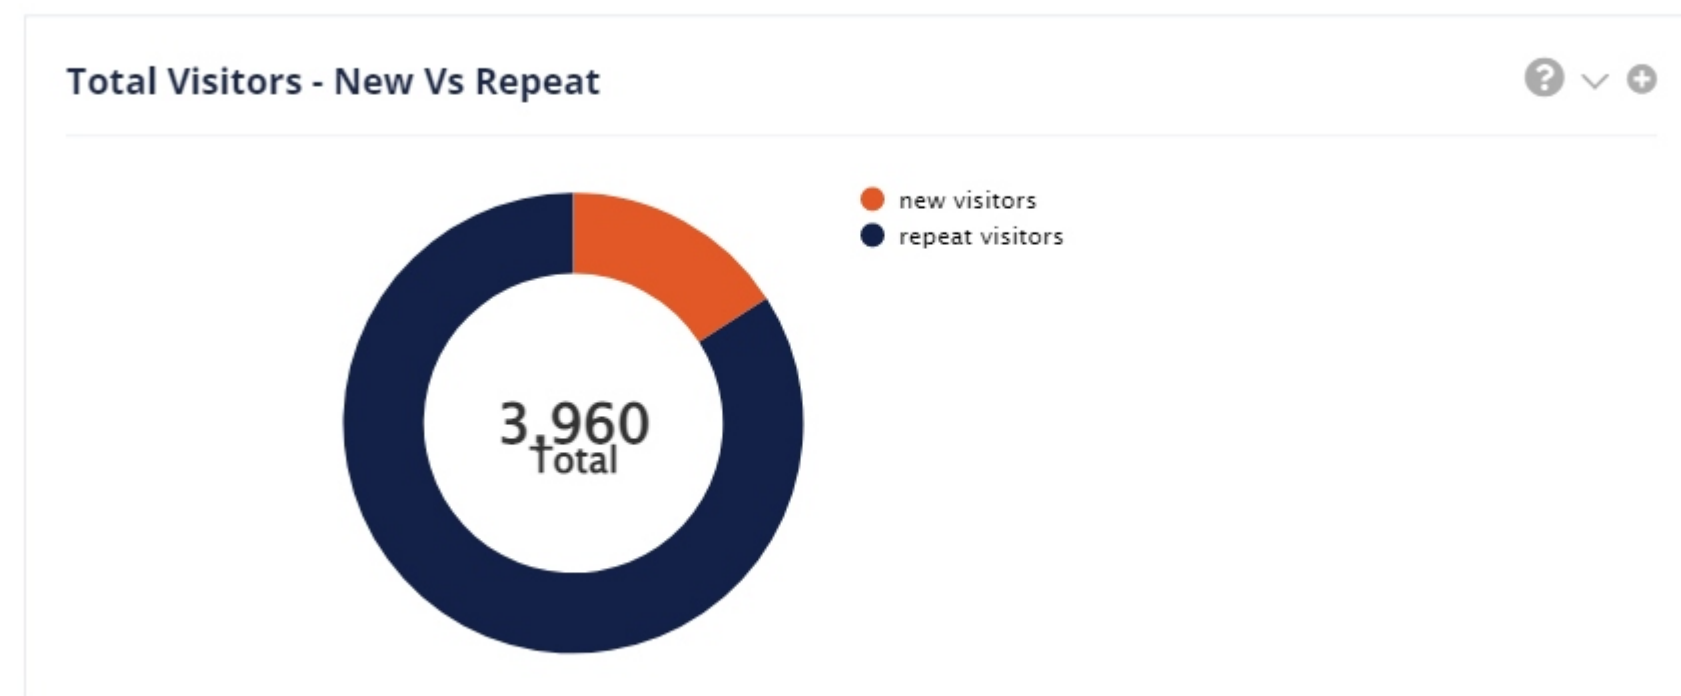 Total Visitors - New Vs Repeat
new visitors
repeat visitors
3,960
Total